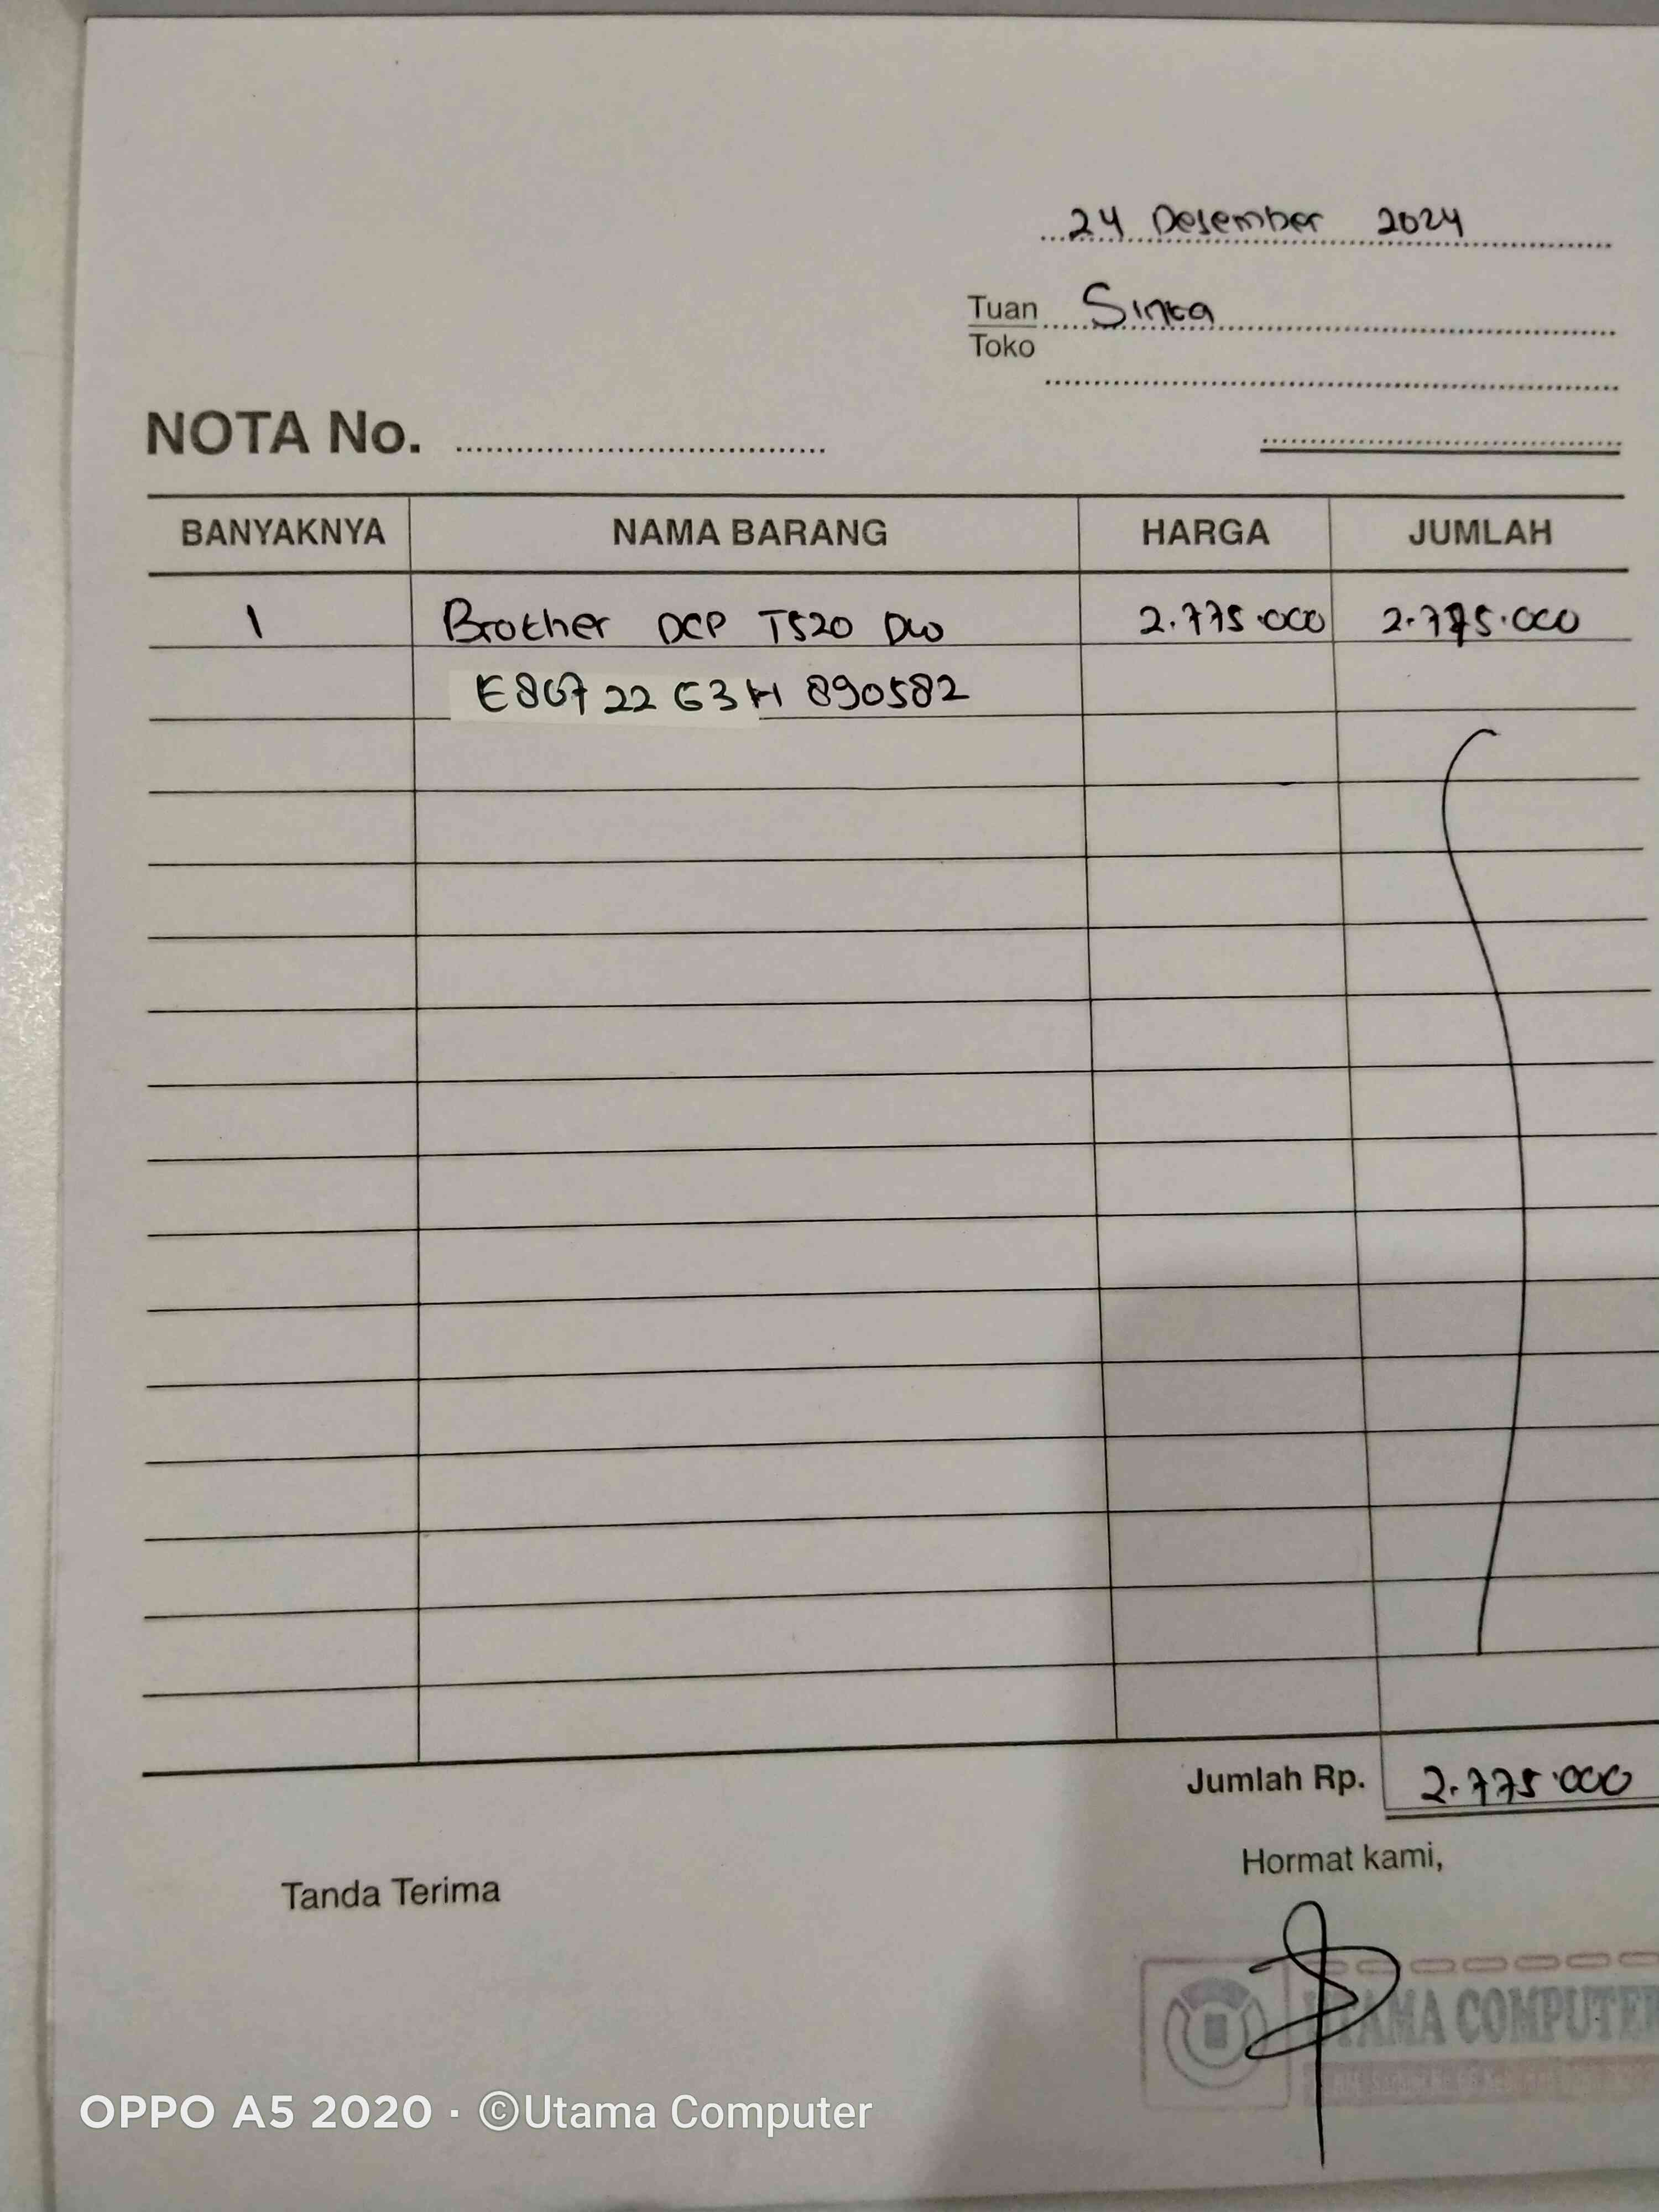 24 Desember 2024
Tuan Sinta
Toko
NOTA No.
BANYAKNYA NAMA BARANG HARGA JUMLAH
1 Brother DCP T520 DW 2.775.000 2.775.000
E80722G3H890582
Jumlah Rp. 2.775.000
Hormat kami,
Tanda Terima
UTAMA COMPUTER
OPPO A5 2020 · ©Utama Computer